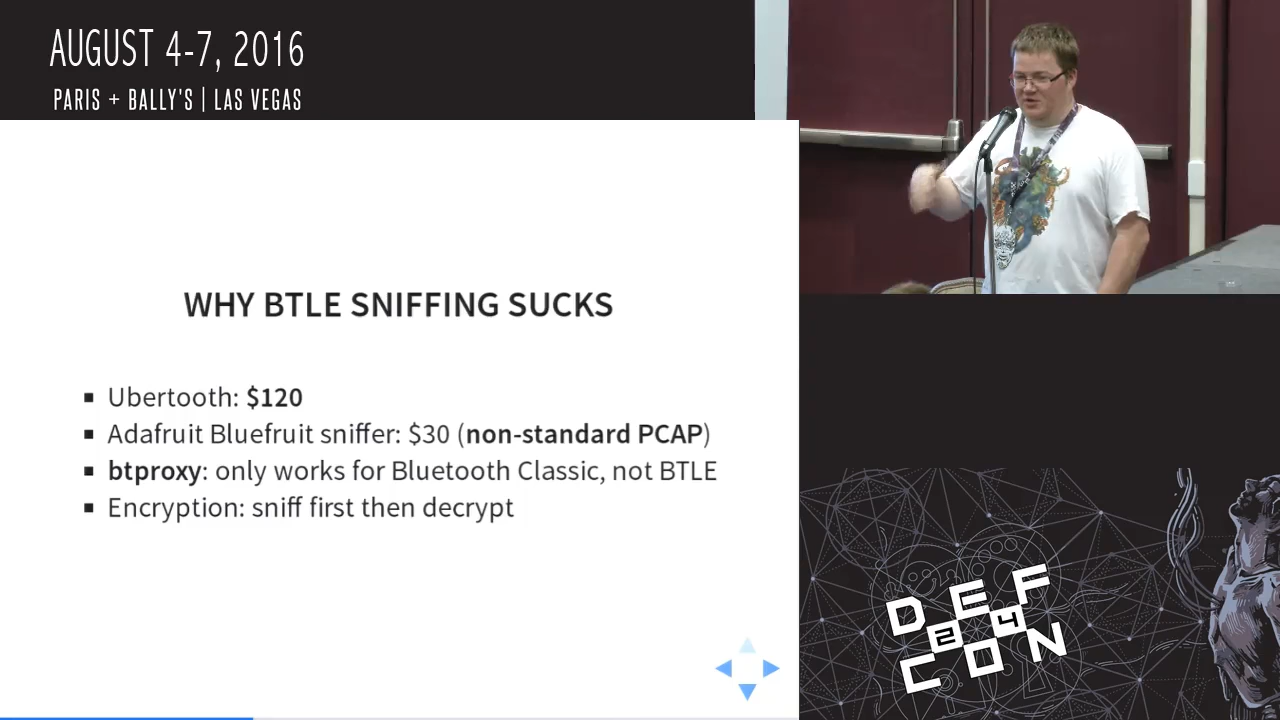 AUGUST 4-7, 2016
PARIS + BALLY'S | LAS VEGAS
WHY BTLE SNIFFING SUCKS
▪ Ubertooth: $120
▪ Adafruit Bluefruit sniffer: $30 (non-standard PCAP)
▪ btproxy: only works for Bluetooth Classic, not BTLE
▪ Encryption: sniff first then decrypt
DEF
24
CON